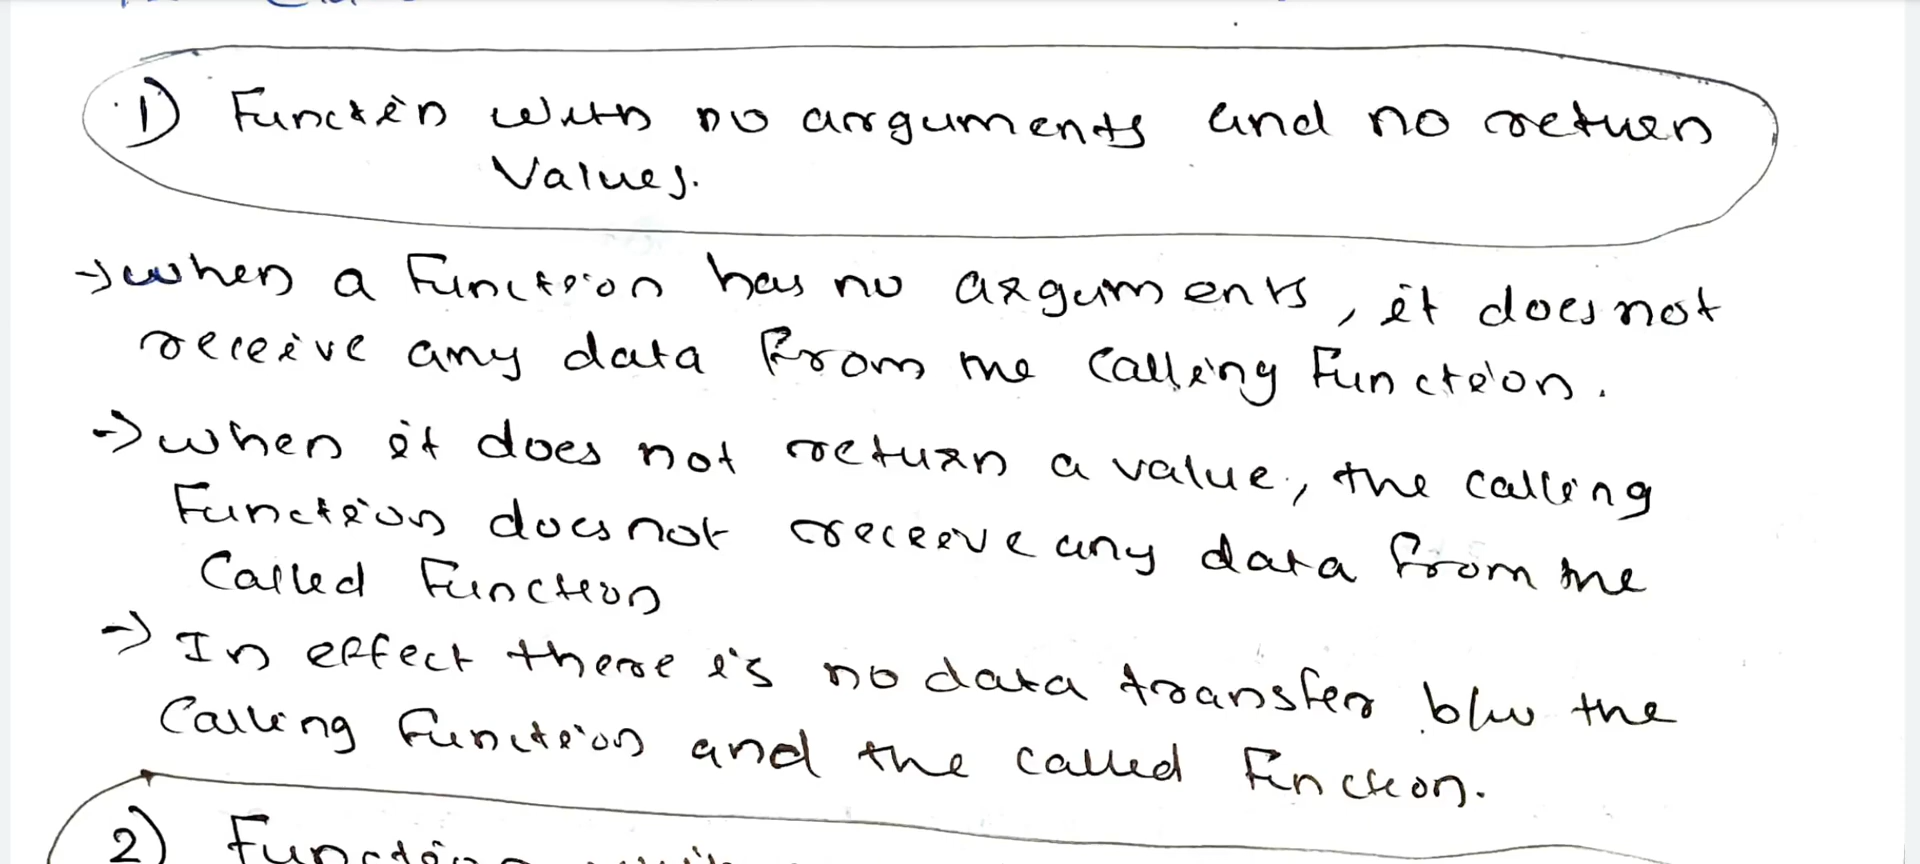 1) Function with no arguments and no return
Values.
→ when a Function has no arguments, it does not
receive any data from the calling Function.
→ when it does not return a value, the calling
Function does not receive any data from the
Called Function
→ In effect there is no data transfer b/w the
Calling function and the called Function.
2) Function with